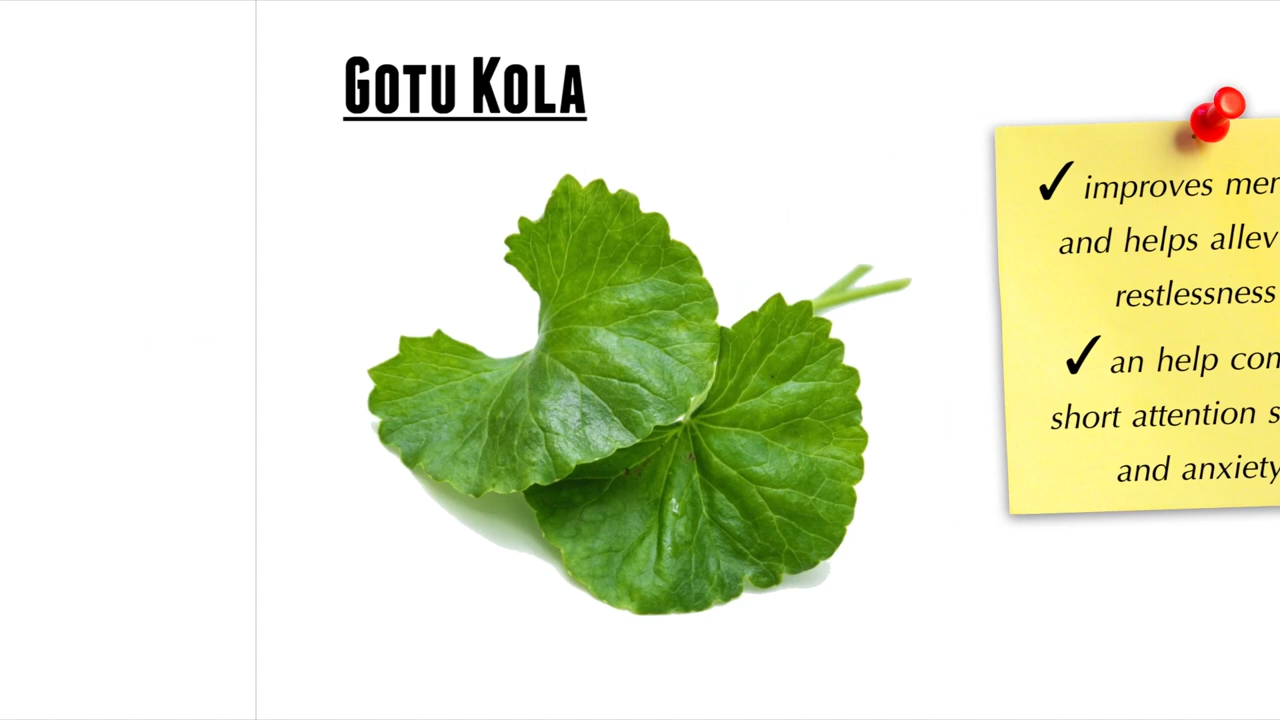 GOTU KOLA
✓ improves
and helps
restlessness
✓ an help
short attention
and anxiety